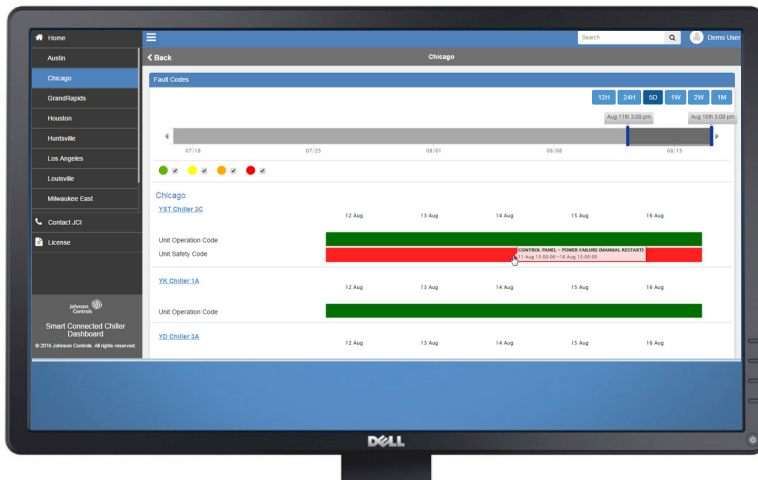 Home
Search
Demo User
Austin
Back
Chicago
Chicago
Fault Codes
GrandRapids
12H 24H 5D 1W 2W 1M
Houston
Aug 11th 3:00 pm
Aug 16th 3:00 pm
Huntsville
07/18 07/25 08/01 08/08 08/15
Los Angeles
Louisville
Milwaukee East
Chicago
YST Chiller 3C
12 Aug 13 Aug 14 Aug 15 Aug 16 Aug
Contact JCI
License
Unit Operation Code
Unit Safety Code
CONTROL PANEL - POWER FAILURE (MANUAL RESTART)
11 Aug 15:00:00 -16 Aug 15:00:00
YK Chiller 1A
12 Aug 13 Aug 14 Aug 15 Aug 16 Aug
Unit Operation Code
Johnson
Controls
Smart Connected Chiller
Dashboard
© 2016 Johnson Controls. All rights reserved.
YD Chiller 3A
12 Aug 13 Aug 14 Aug 15 Aug 16 Aug
DELL